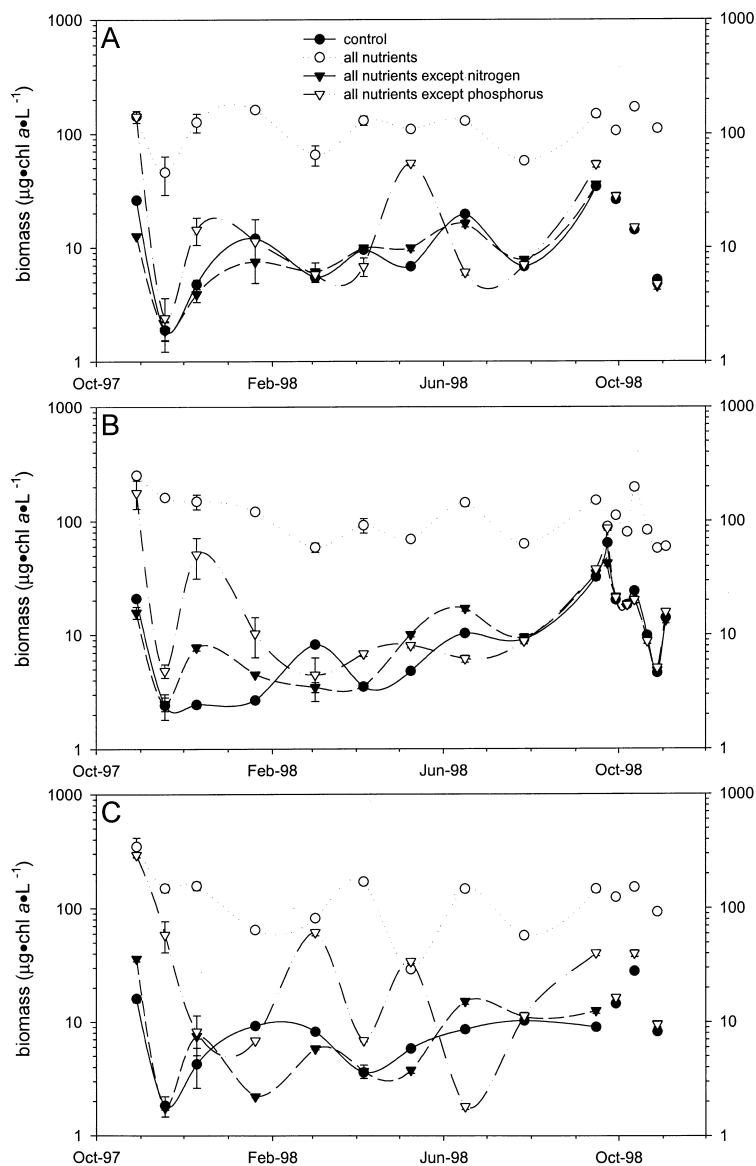 A
control
all nutrients
all nutrients except nitrogen
all nutrients except phosphorus
biomass (µg•chl a•L⁻¹)
1000 1000
100 100
10 10
1 1
Oct-97 Feb-98 Jun-98 Oct-98
B
biomass (µg•chl a•L⁻¹)
1000 1000
100 100
10 10
1 1
Oct-97 Feb-98 Jun-98 Oct-98
C
biomass (µg•chl a•L⁻¹)
1000 1000
100 100
10 10
1 1
Oct-97 Feb-98 Jun-98 Oct-98